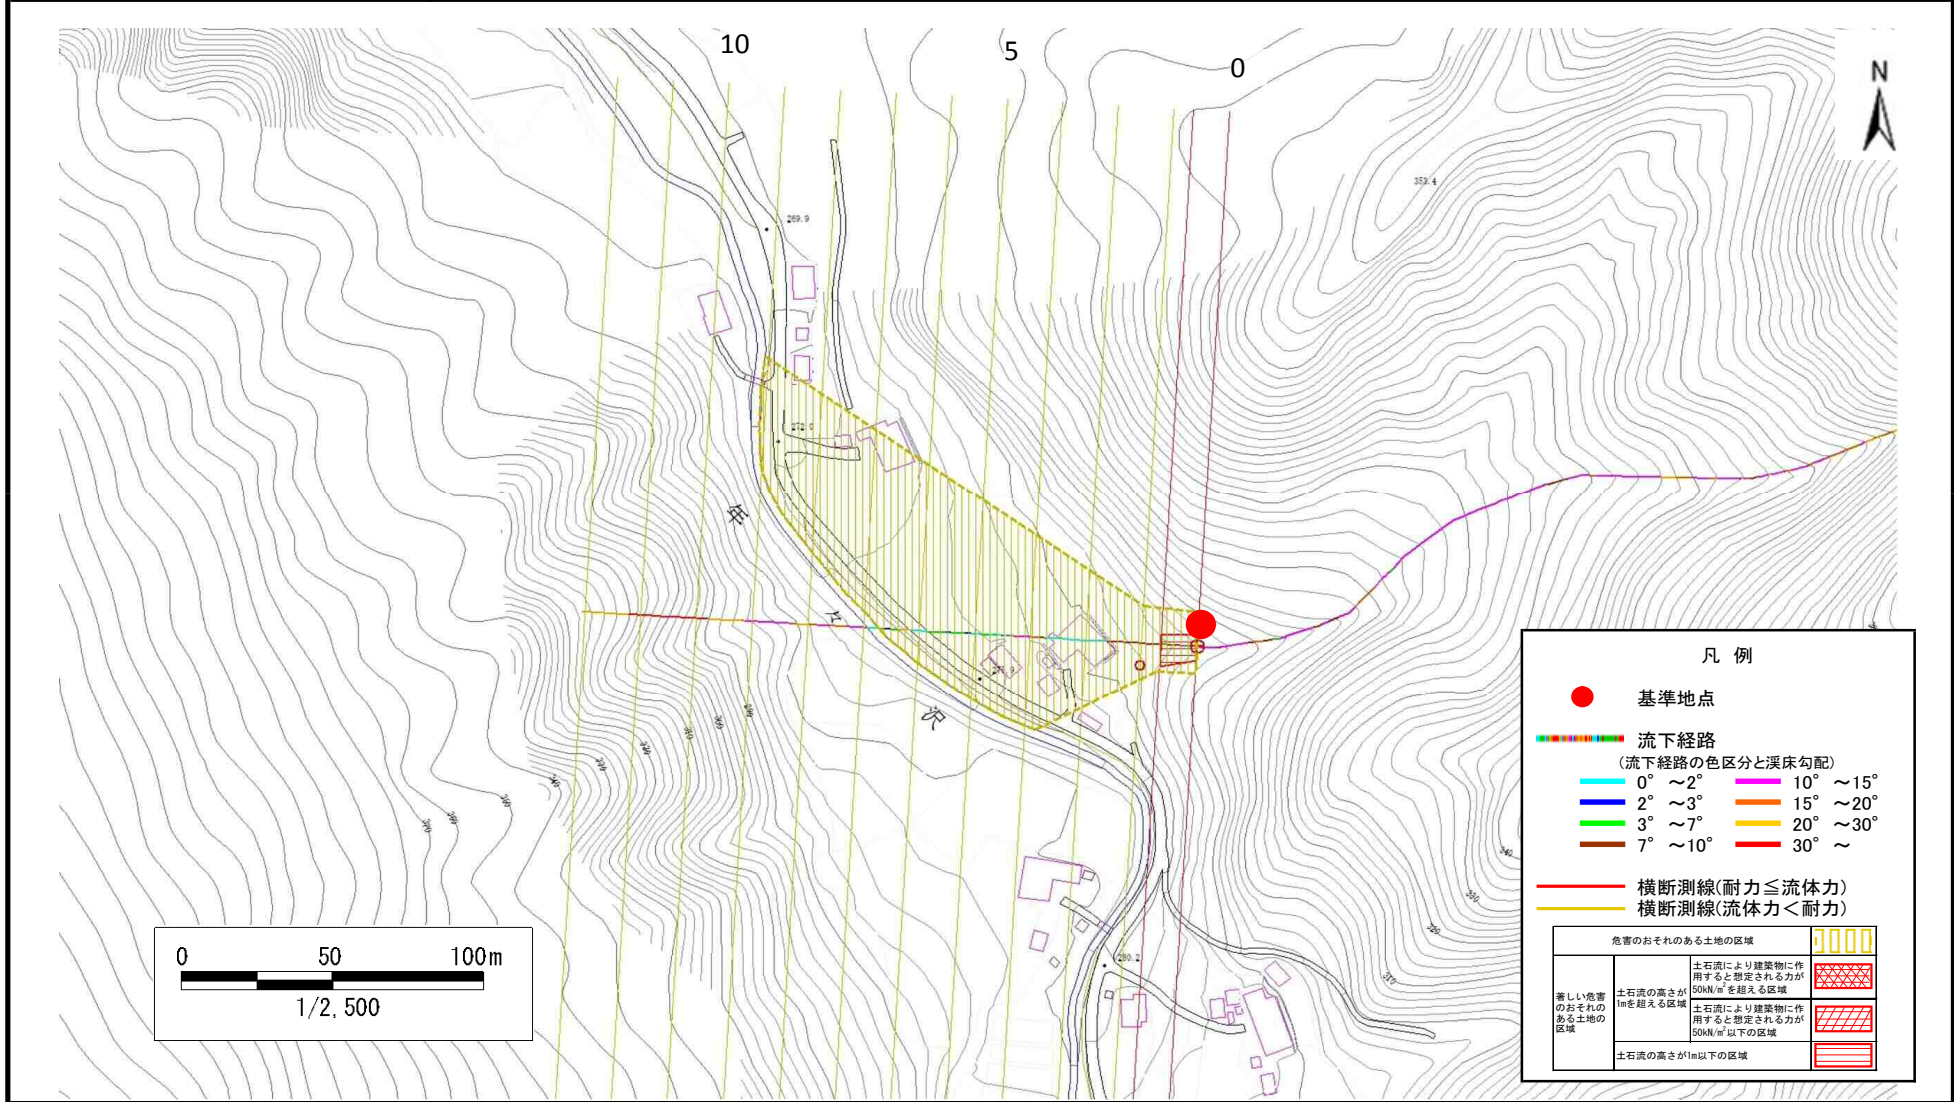 10
5
0
N
353.4
269.9
272.0
年
々
沢
280.2
0 50 100m
1/2,500
凡 例
基準地点
流下経路
(流下経路の色区分と渓床勾配)
0° ～2° 10° ～15°
2° ～3° 15° ～20°
3° ～7° 20° ～30°
7° ～10° 30° ～
横断測線(耐力≦流体力)
横断測線(流体力＜耐力)
危害のおそれのある土地の区域
著しい危害のおそれのある土地の区域
土石流の高さが1mを超える区域
土石流により建築物に作用すると想定される力が50kN/㎡を超える区域
土石流により建築物に作用すると想定される力が50kN/㎡以下の区域
土石流の高さが1m以下の区域